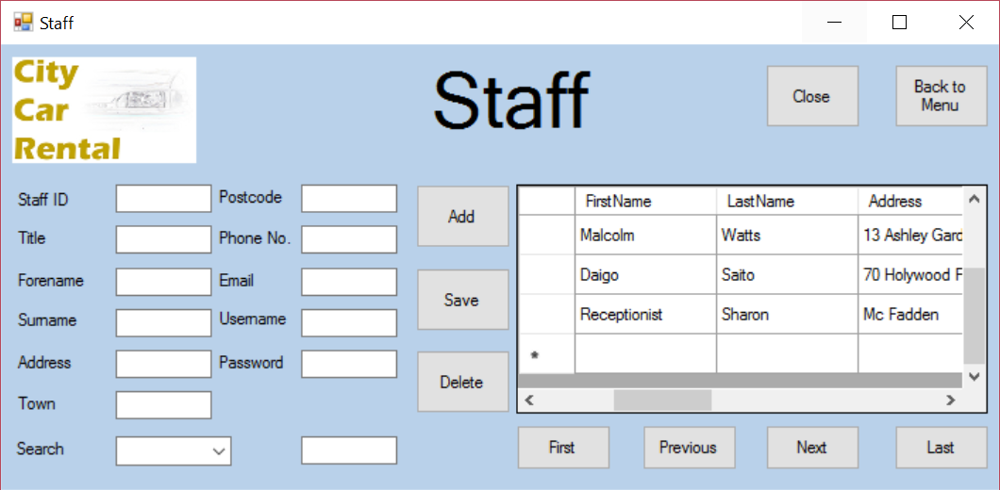 Staff
City
Car
Rental
Staff
Close
Back to
Menu
Staff ID
Postcode
Title
Phone No.
Forename
Email
Surname
Username
Address
Password
Town
Search
Add
Save
Delete
FirstName LastName Address
Malcolm Watts 13 Ashley Gard
Daigo Saito 70 Holywood F
Receptionist Sharon Mc Fadden
*
First Previous Next Last